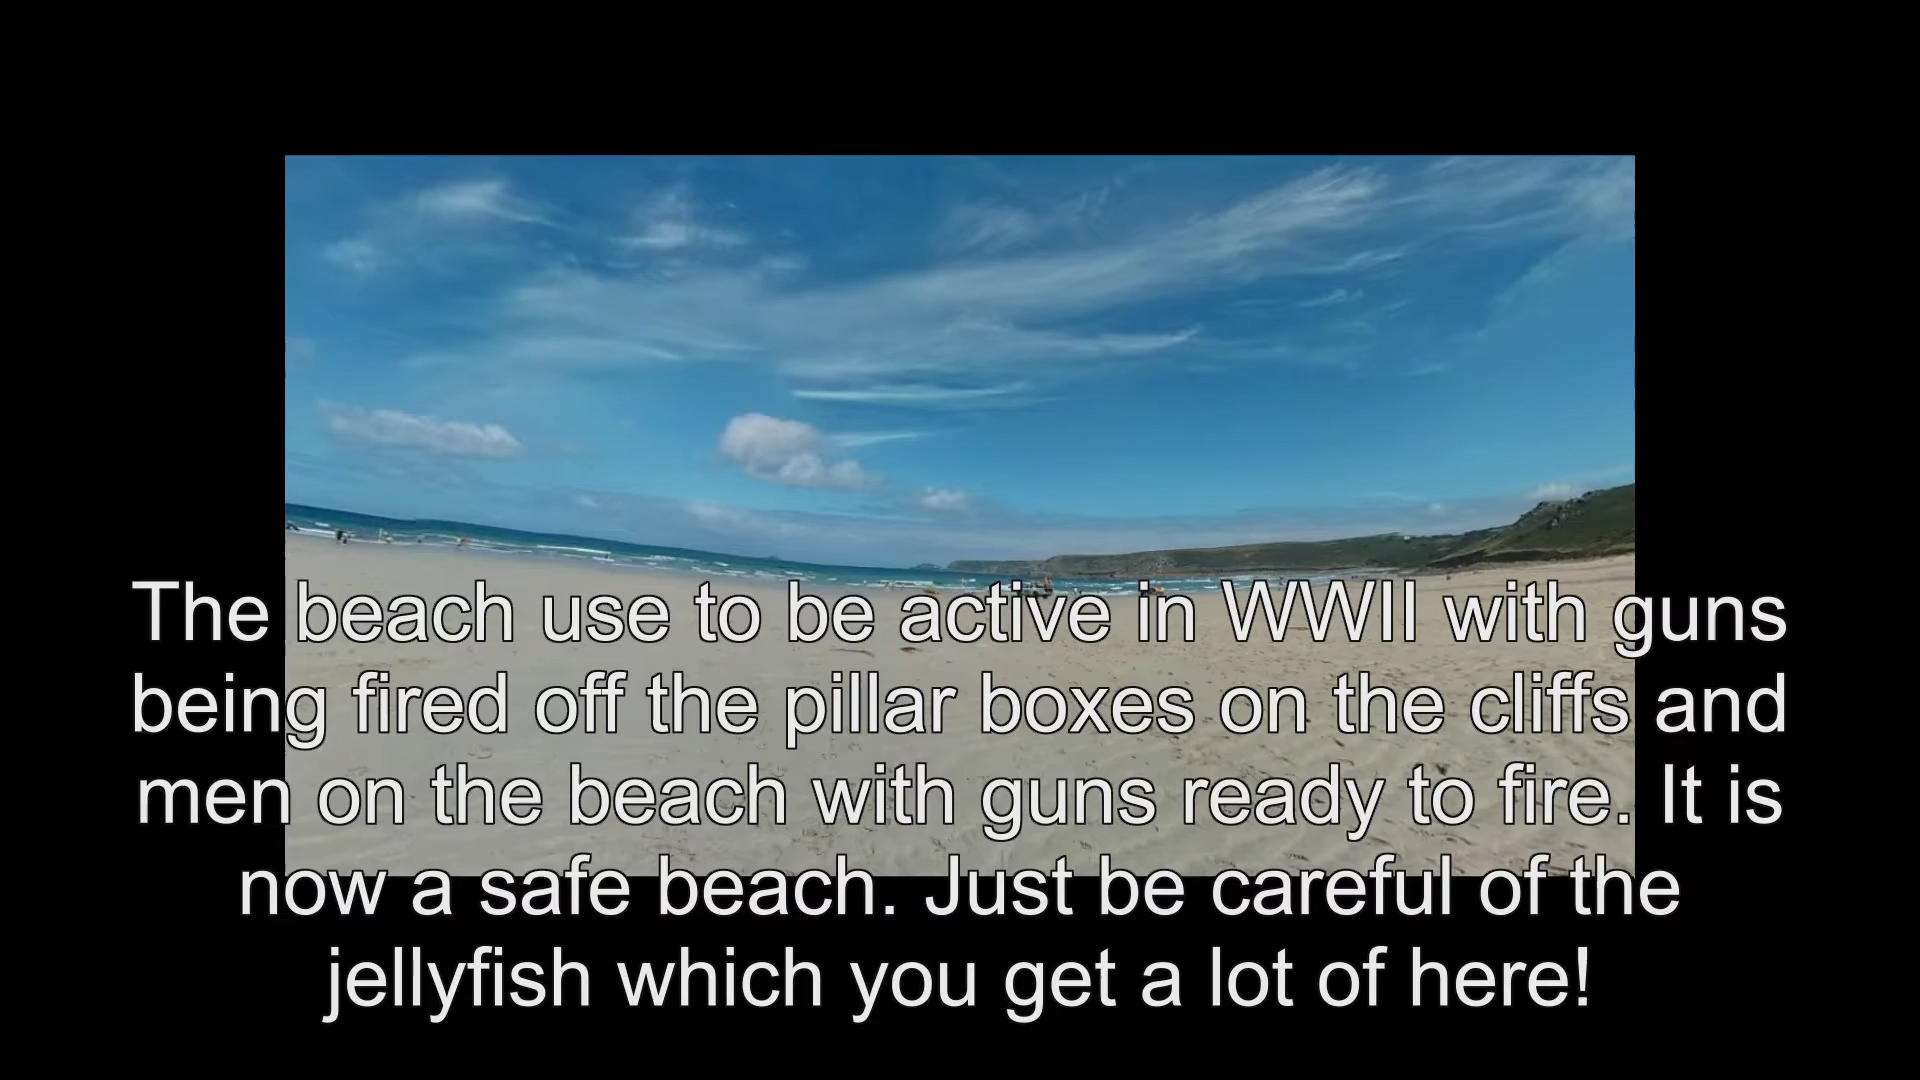 The beach use to be active in WWII with guns
being fired off the pillar boxes on the cliffs and
men on the beach with guns ready to fire. It is
now a safe beach. Just be careful of the
jellyfish which you get a lot of here!